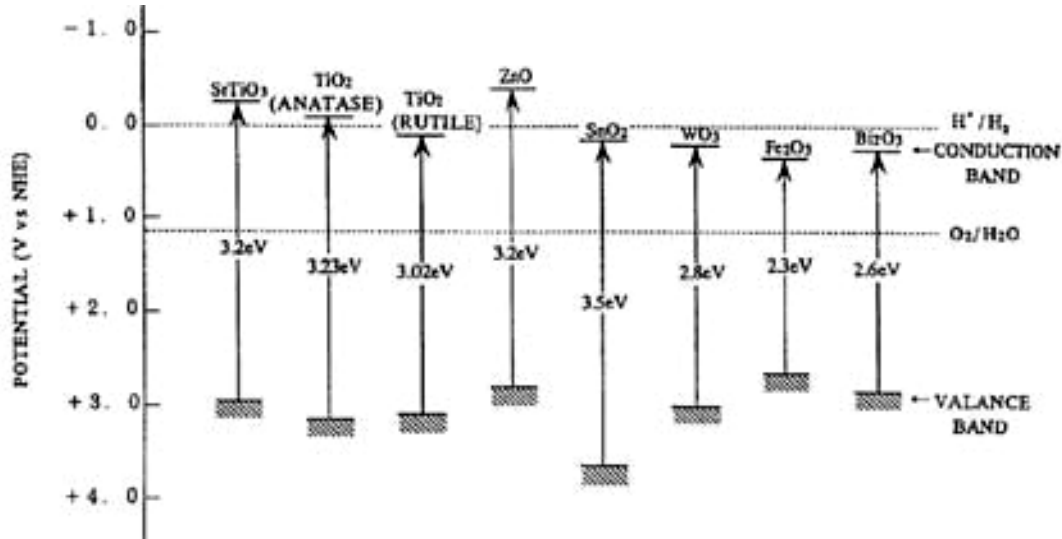 POTENTIAL (V vs NHE)
-1. 0
0. 0
+1. 0
+2. 0
+3. 0
+4. 0
SrTiO3
TiO2
(ANATASE)
TiO2
(RUTILE)
ZnO
SnO2
WO3
Fe2O3
Bi2O3
H+/H2
←CONDUCTION
BAND
O2/H2O
3.2eV
3.23eV
3.02eV
3.2eV
3.5eV
2.8eV
2.3eV
2.6eV
←VALANCE
BAND